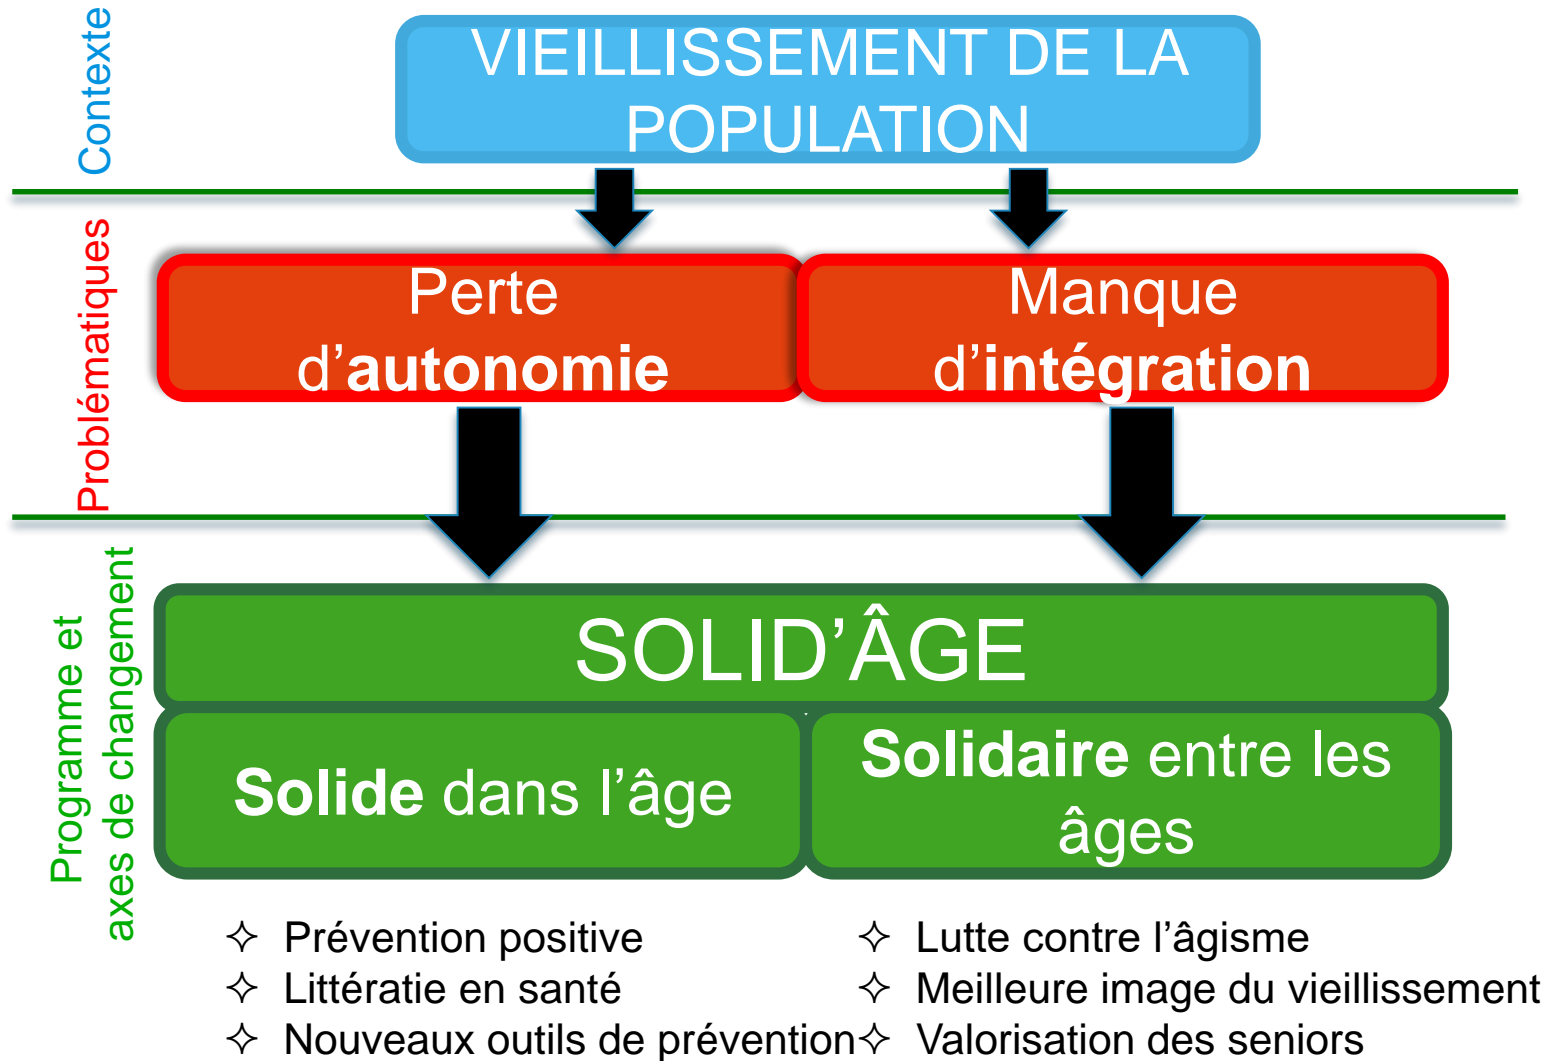 Contexte
VIEILLISSEMENT DE LA
POPULATION
Problématiques
Perte
d’autonomie
Manque
d’intégration
Programme et
axes de changement
SOLID’ÂGE
Solide dans l’âge
Solidaire entre les
âges
✧ Prévention positive
✧ Littératie en santé
✧ Nouveaux outils de prévention
✧ Lutte contre l’âgisme
✧ Meilleure image du vieillissement
✧ Valorisation des seniors